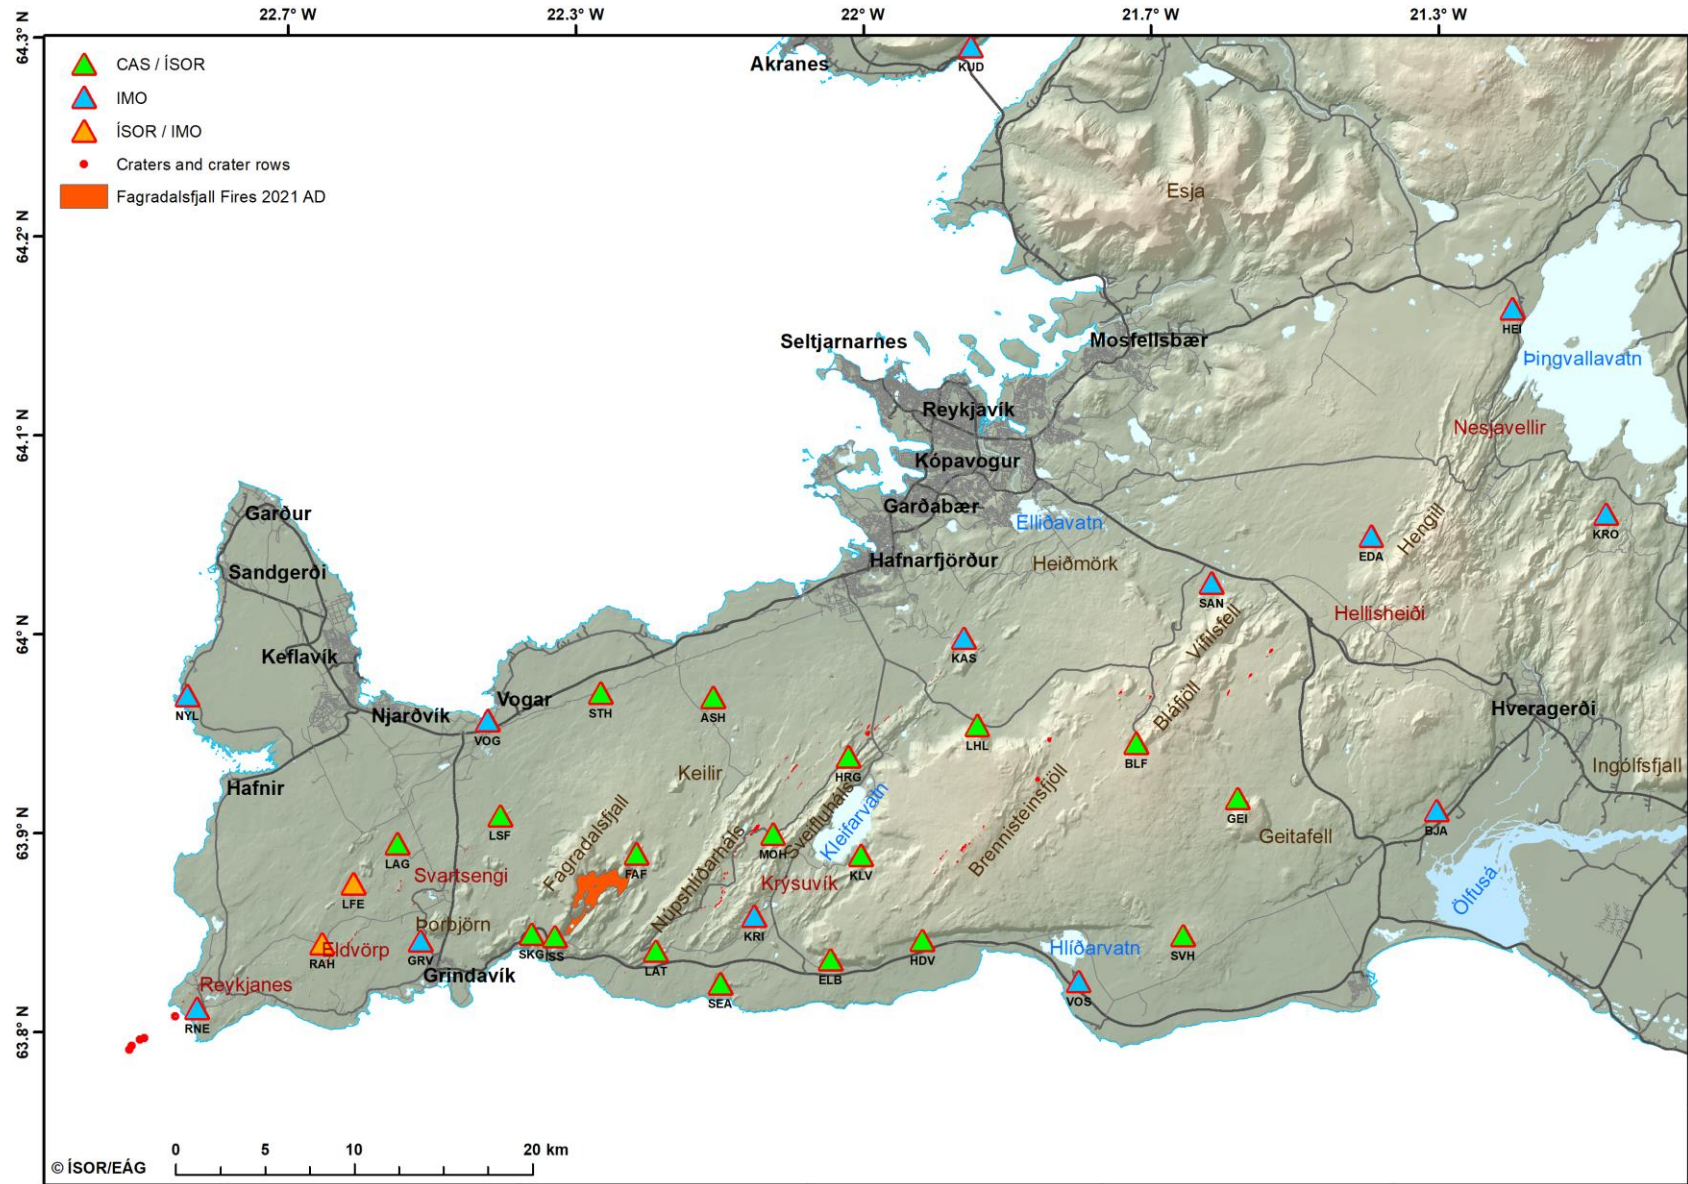 22.7° W
22.3° W
22° W
21.7° W
21.3° W
64.3° N
64.2° N
64.1° N
64° N
63.9° N
63.8° N
CAS / ÍSOR
IMO
ÍSOR / IMO
Craters and crater rows
Fagradalsfjall Fires 2021 AD
Akranes
KUD
Esja
HEI
Þingvallavatn
Seltjarnarnes
Mosfellsbær
Reykjavík
Nesjavellir
Kópavogur
Garðabær
Elliðavatn
Hengill
KRO
EDA
Garður
Hafnarfjörður
Heiðmörk
Sandgerði
SAN
Hellisheiði
Vífilsfell
Keflavík
KAS
NYL
Njarðvík
Vogar
VOG
STH
ASH
Bláfjöll
Hveragerði
LHL
BLF
Keilir
HRG
Ingólfsfjall
Hafnir
LSF
Fagradalsfjall
Sveifluháls
Kleifarvatn
Brennisteinsfjöll
GEI
Geitafell
BJA
LAG
Svartsengi
FAF
MOH
KLV
Krýsuvík
Núpshlíðarháls
LFE
Þorbjörn
KRI
Ölfusá
RAH
Eldvörp
GRV
SKG
ISS
LAT
ELB
HDV
Hlíðarvatn
SVH
Grindavík
Reykjanes
RNE
SEA
VOS
0 5 10 20 km
© ÍSOR/EÁG